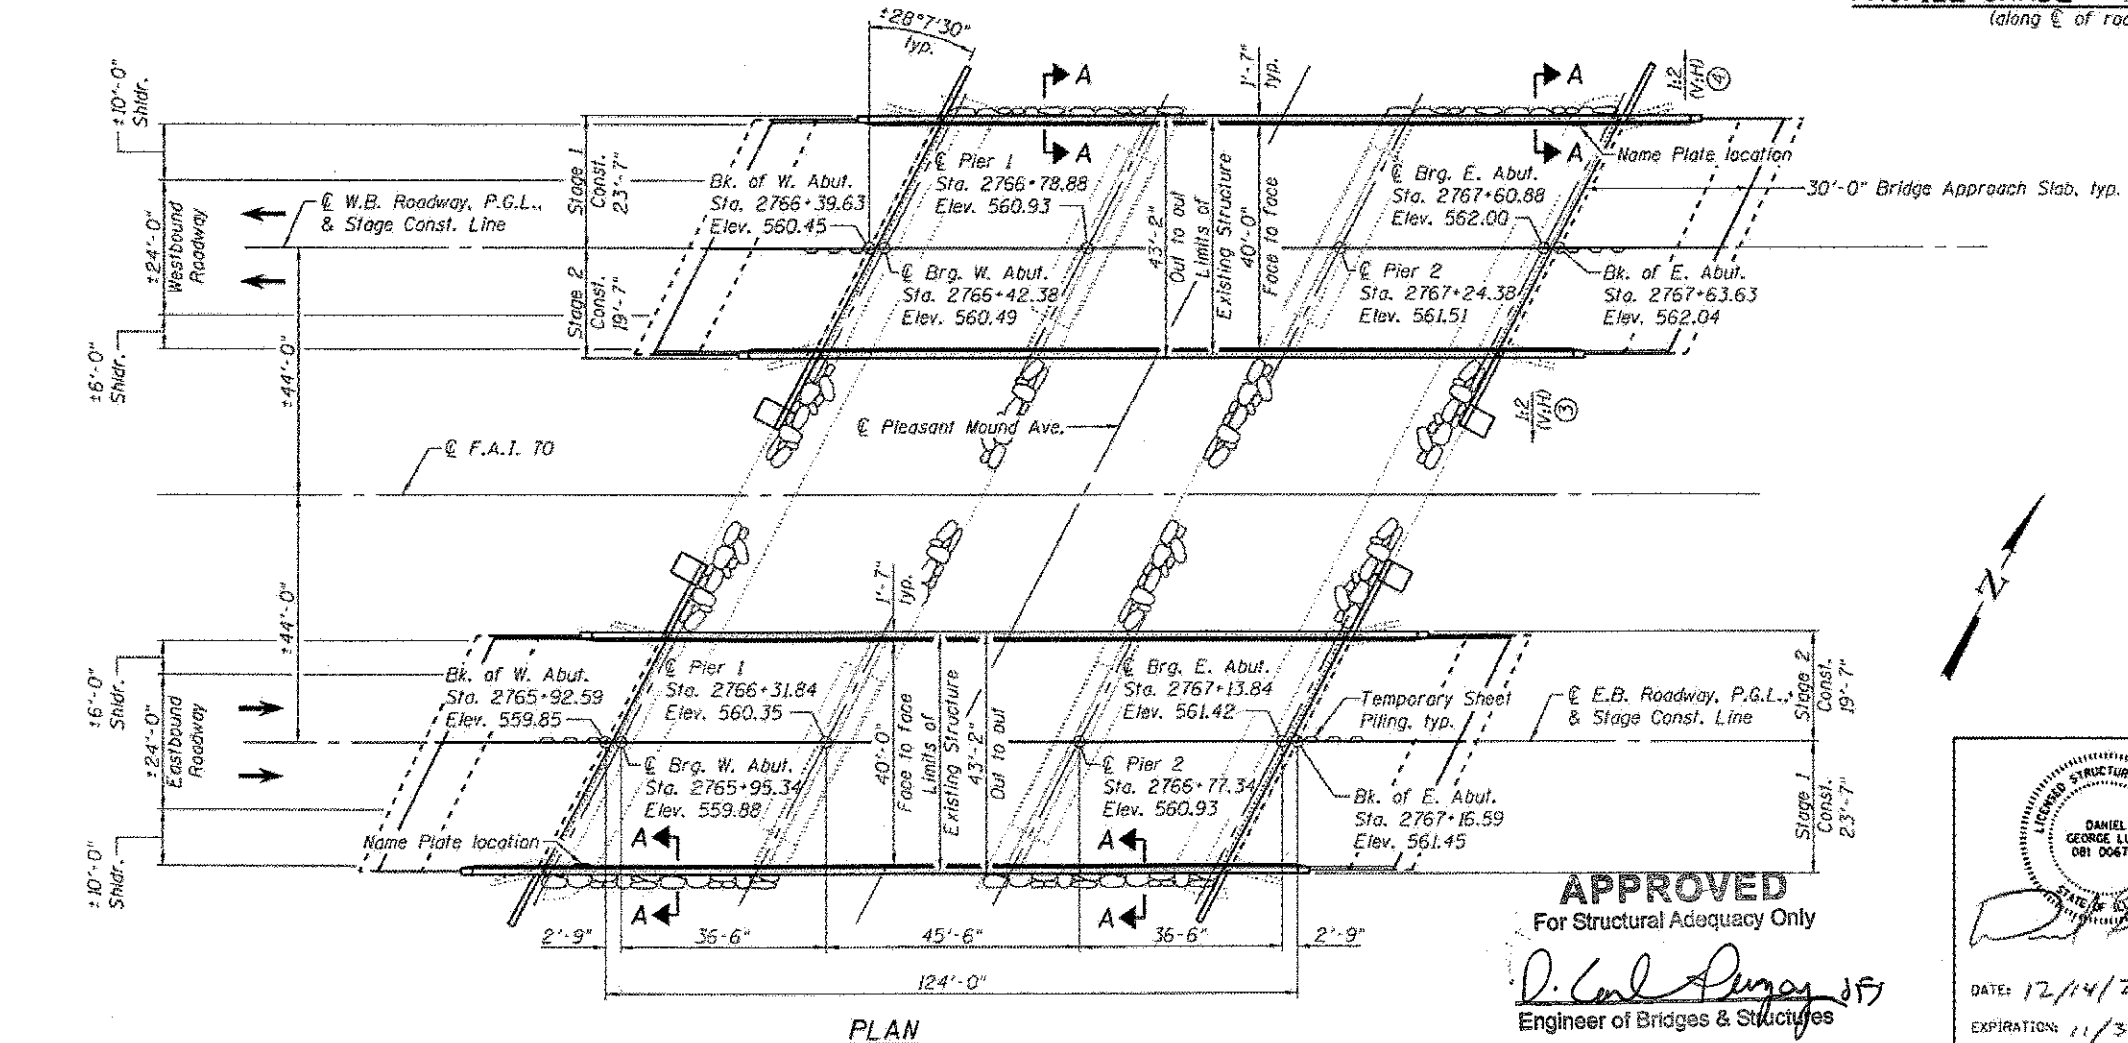 (along ℄ of
±28°7'30"
typ.
±10'-0"
Shldr.
A
A
1'-7"
typ.
A
A
1:2
(V:H)
4
Name Plate location
Stage 1
Const.
23'-7"
℄ W.B. Roadway, P.G.L.,
& Stage Const. Line
Bk. of W. Abut.
Sta. 2766+39.63
Elev. 560.45
℄ Pier 1
Sta. 2766+78.88
Elev. 560.93
℄ Brg. E. Abut.
Sta. 2767+60.88
Elev. 562.00
30'-0" Bridge Approach Slab, typ.
±24'-0"
Westbound
Roadway
43'-2"
Out to out
Limits of
Existing Structure
40'-0"
Face to face
Stage 2
Const.
19'-7"
℄ Brg. W. Abut.
Sta. 2766+42.38
Elev. 560.49
℄ Pier 2
Sta. 2767+24.38
Elev. 561.51
Bk. of E. Abut.
Sta. 2767+63.63
Elev. 562.04
±6'-0"
Shldr.
±44'-0"
℄ Pleasant Mound Ave.
1:2
(V:H)
3
℄ F.A.I. 70
N
±44'-0"
1'-7"
typ.
±6'-0"
Shldr.
±24'-0"
Eastbound
Roadway
Bk. of W. Abut.
Sta. 2765+92.59
Elev. 559.85
℄ Pier 1
Sta. 2766+31.84
Elev. 560.35
℄ Brg. E. Abut.
Sta. 2767+13.84
Elev. 561.42
Temporary Sheet
Piling, typ.
℄ E.B. Roadway, P.G.L.,
& Stage Const. Line
Stage 2
Const.
19'-7"
40'-0"
Face to face
Limits of
Existing Structure
43'-2"
Out to out
℄ Brg. W. Abut.
Sta. 2765+95.34
Elev. 559.88
℄ Pier 2
Sta. 2766+77.34
Elev. 560.93
Bk. of E. Abut.
Sta. 2767+16.59
Elev. 561.45
Stage 1
Const.
23'-7"
Name Plate location
±10'-0"
Shldr.
A
A
A
A
2'-9"
36-6"
45'-6"
36-6"
2'-9"
124'-0"
PLAN
APPROVED
For Structural Adequacy Only
Engineer of Bridges & Structures
LICENSED
DANIEL
GEORGE
081
STATE OF
DATE: 12/14/
EXPIRATION: 11/3